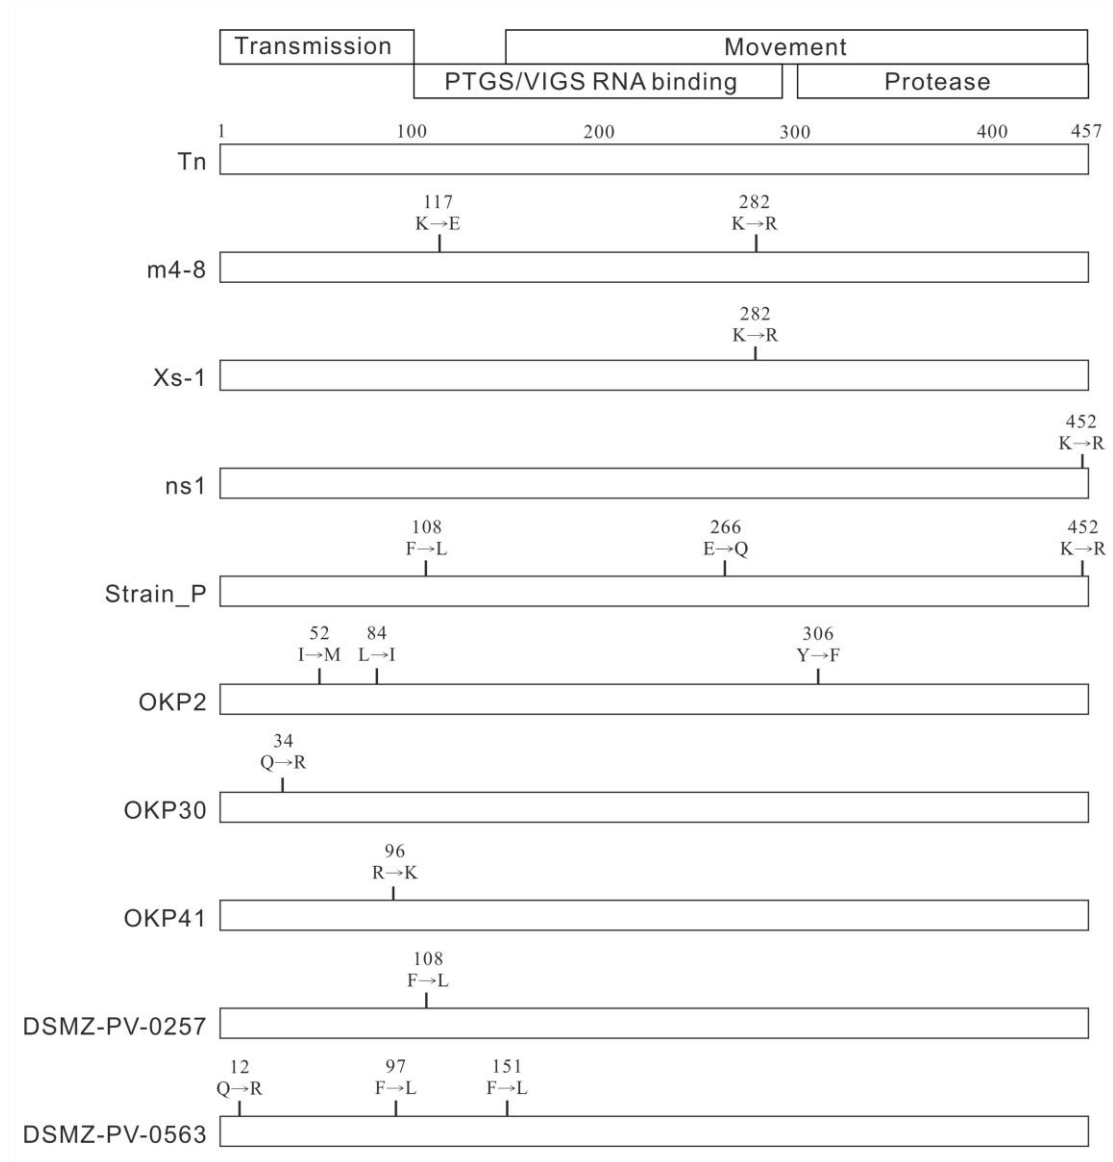 Transmission
Movement
PTGS/VIGS RNA binding
Protease
1 100 200 300 400 457
Tn
117 282
K→E K→R
m4-8
282
K→R
Xs-1
452
K→R
ns1
108 266 452
F→L E→Q K→R
Strain_P
52 84 306
I→M L→I Y→F
OKP2
34
Q→R
OKP30
96
R→K
OKP41
108
F→L
DSMZ-PV-0257
12 97 151
Q→R F→L F→L
DSMZ-PV-0563